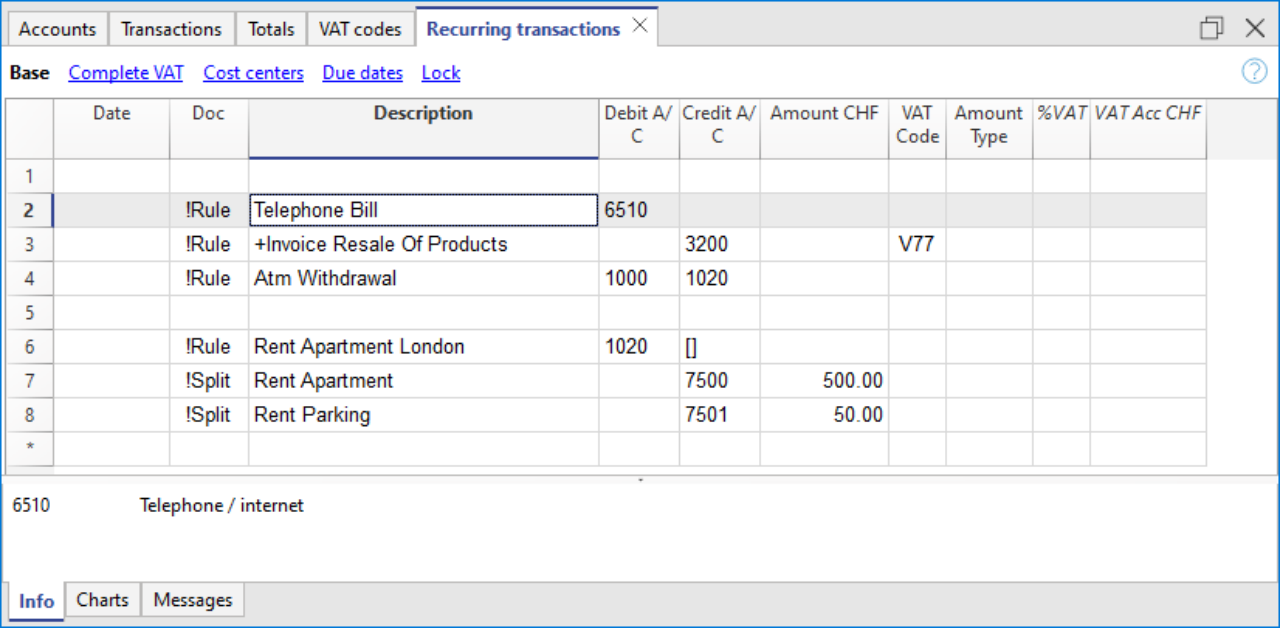 Accounts Transactions Totals VAT codes Recurring transactions
Base Complete VAT Cost centers Due dates Lock ?
Date Doc Description Debit A/ Credit A/ Amount CHF VAT Amount %VAT VAT Acc CHF
C C Code Type
1
2 !Rule Telephone Bill 6510
3 !Rule +Invoice Resale Of Products 3200 V77
4 !Rule Atm Withdrawal 1000 1020
5
6 !Rule Rent Apartment London 1020 []
7 !Split Rent Apartment 7500 500.00
8 !Split Rent Parking 7501 50.00
*
6510 Telephone / internet
Info Charts Messages